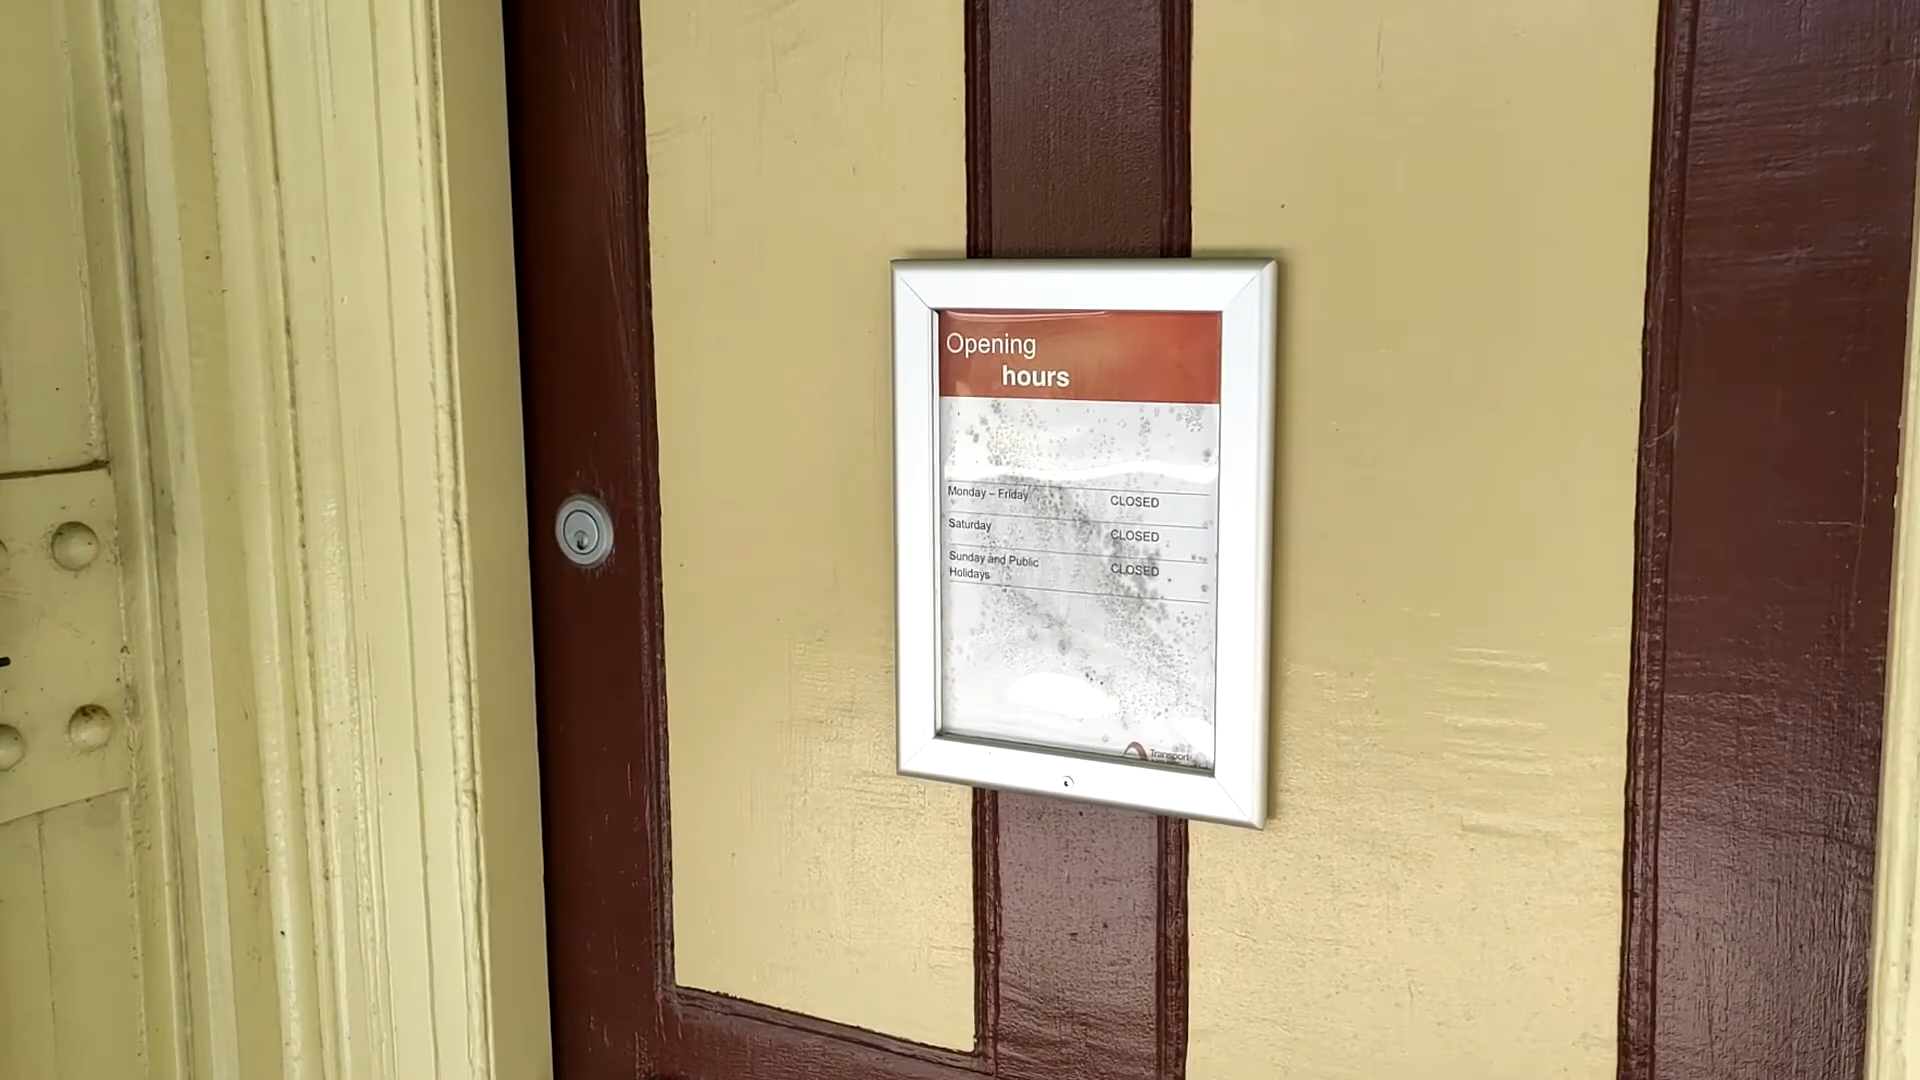 Opening
hours
Monday – Friday CLOSED
Saturday CLOSED
Sunday and Public
Holidays CLOSED
Transport